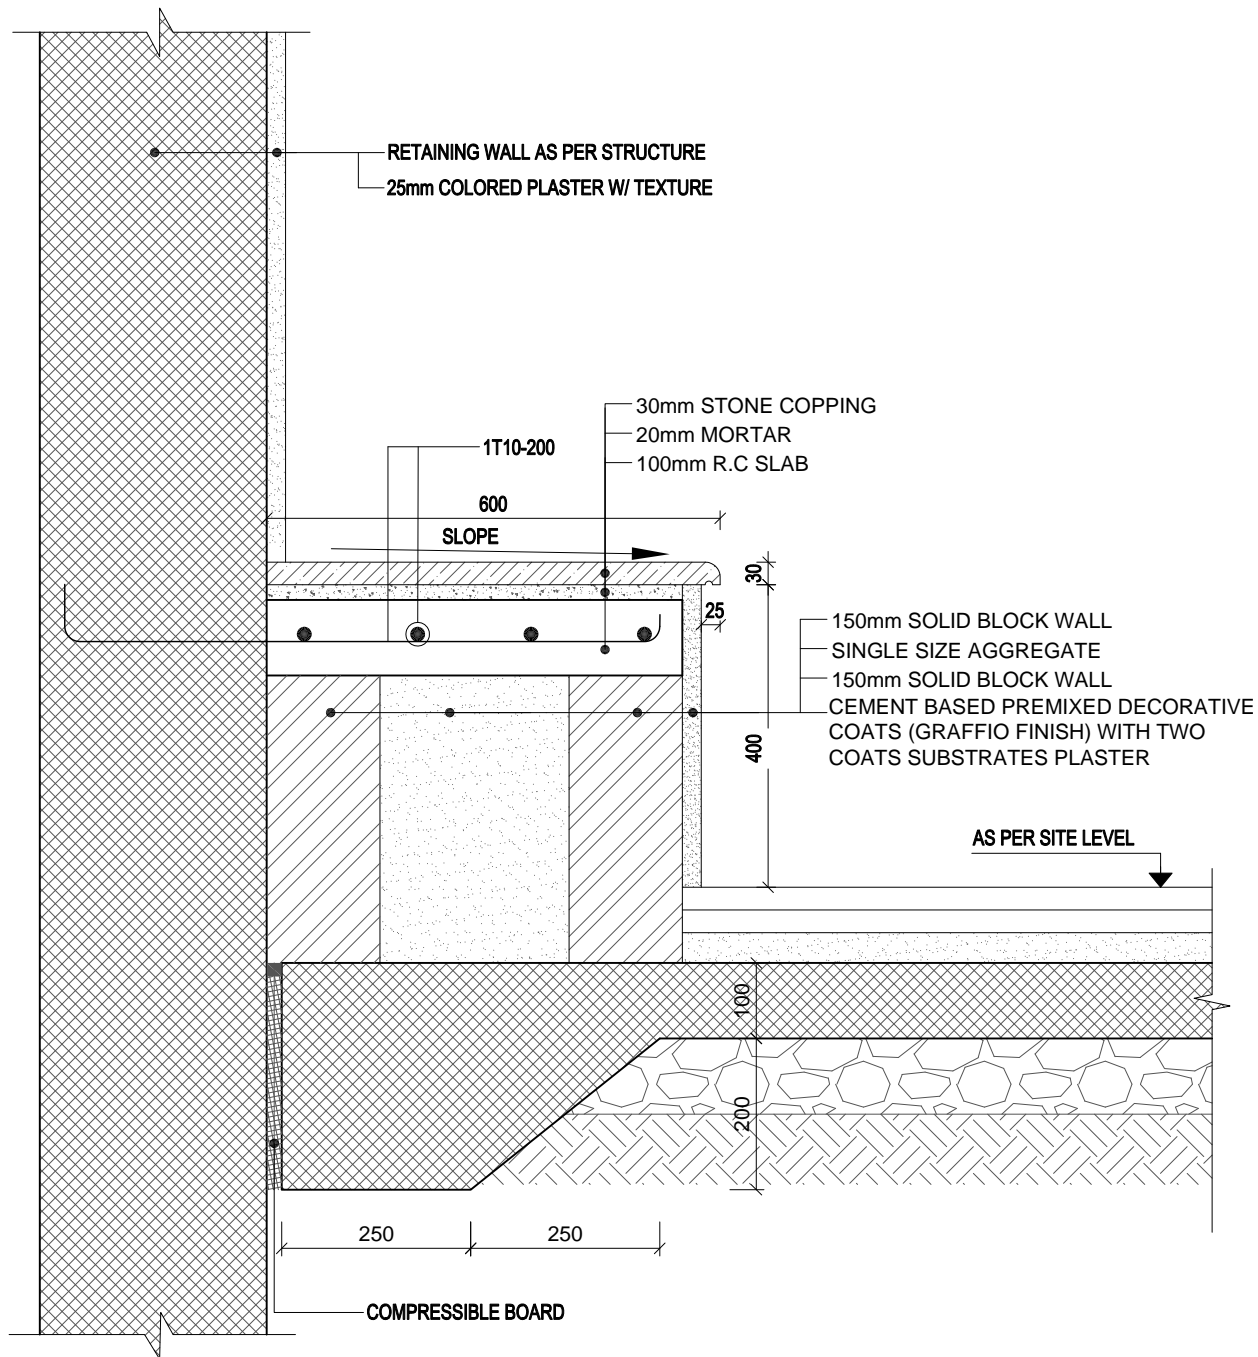 RETAINING WALL AS PER STRUCTURE
25mm COLORED PLASTER W/ TEXTURE
30mm STONE COPPING
20mm MORTAR
100mm R.C SLAB
1T10-200
600
SLOPE
30
25
150mm SOLID BLOCK WALL
SINGLE SIZE AGGREGATE
150mm SOLID BLOCK WALL
CEMENT BASED PREMIXED DECORATIVE
COATS (GRAFFIO FINISH) WITH TWO
COATS SUBSTRATES PLASTER
400
AS PER SITE LEVEL
100
200
250
250
COMPRESSIBLE BOARD